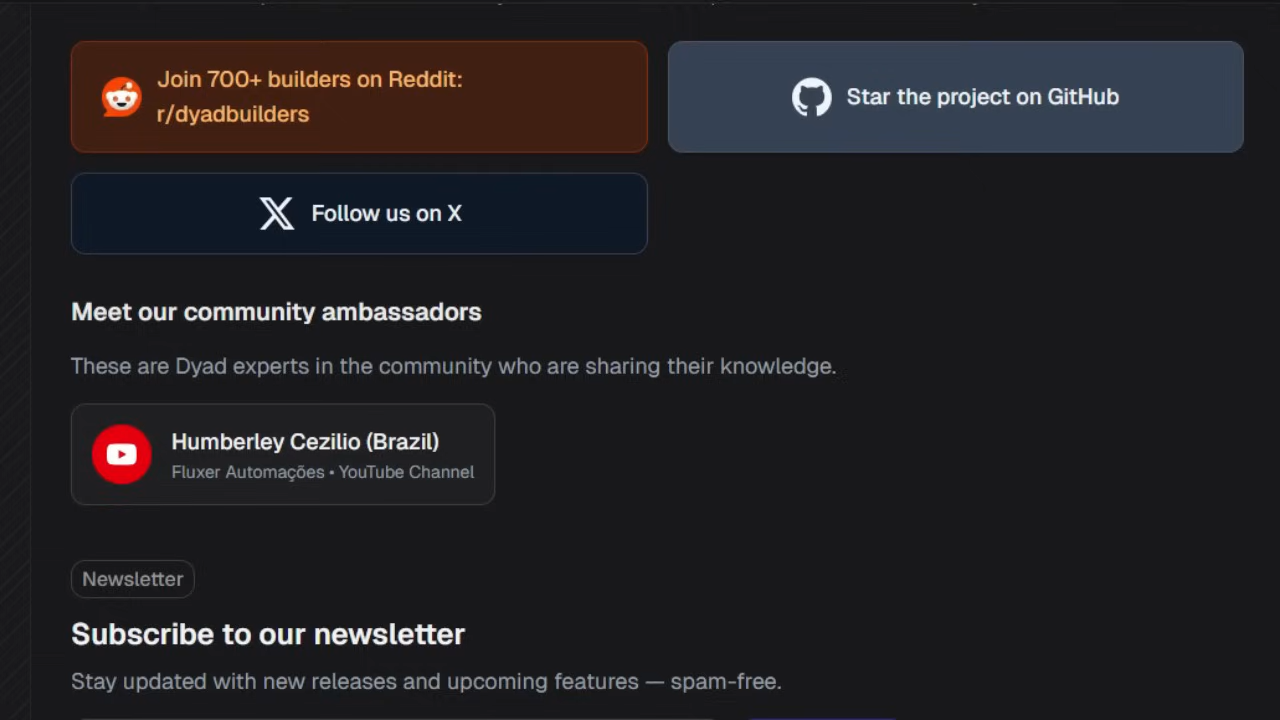 Join 700+ builders on Reddit:
r/dyadbuilders
Star the project on GitHub
Follow us on X
Meet our community ambassadors
These are Dyad experts in the community who are sharing their knowledge.
Humberley Cezilio (Brazil)
Fluxer Automações • YouTube Channel
Newsletter
Subscribe to our newsletter
Stay updated with new releases and upcoming features — spam-free.